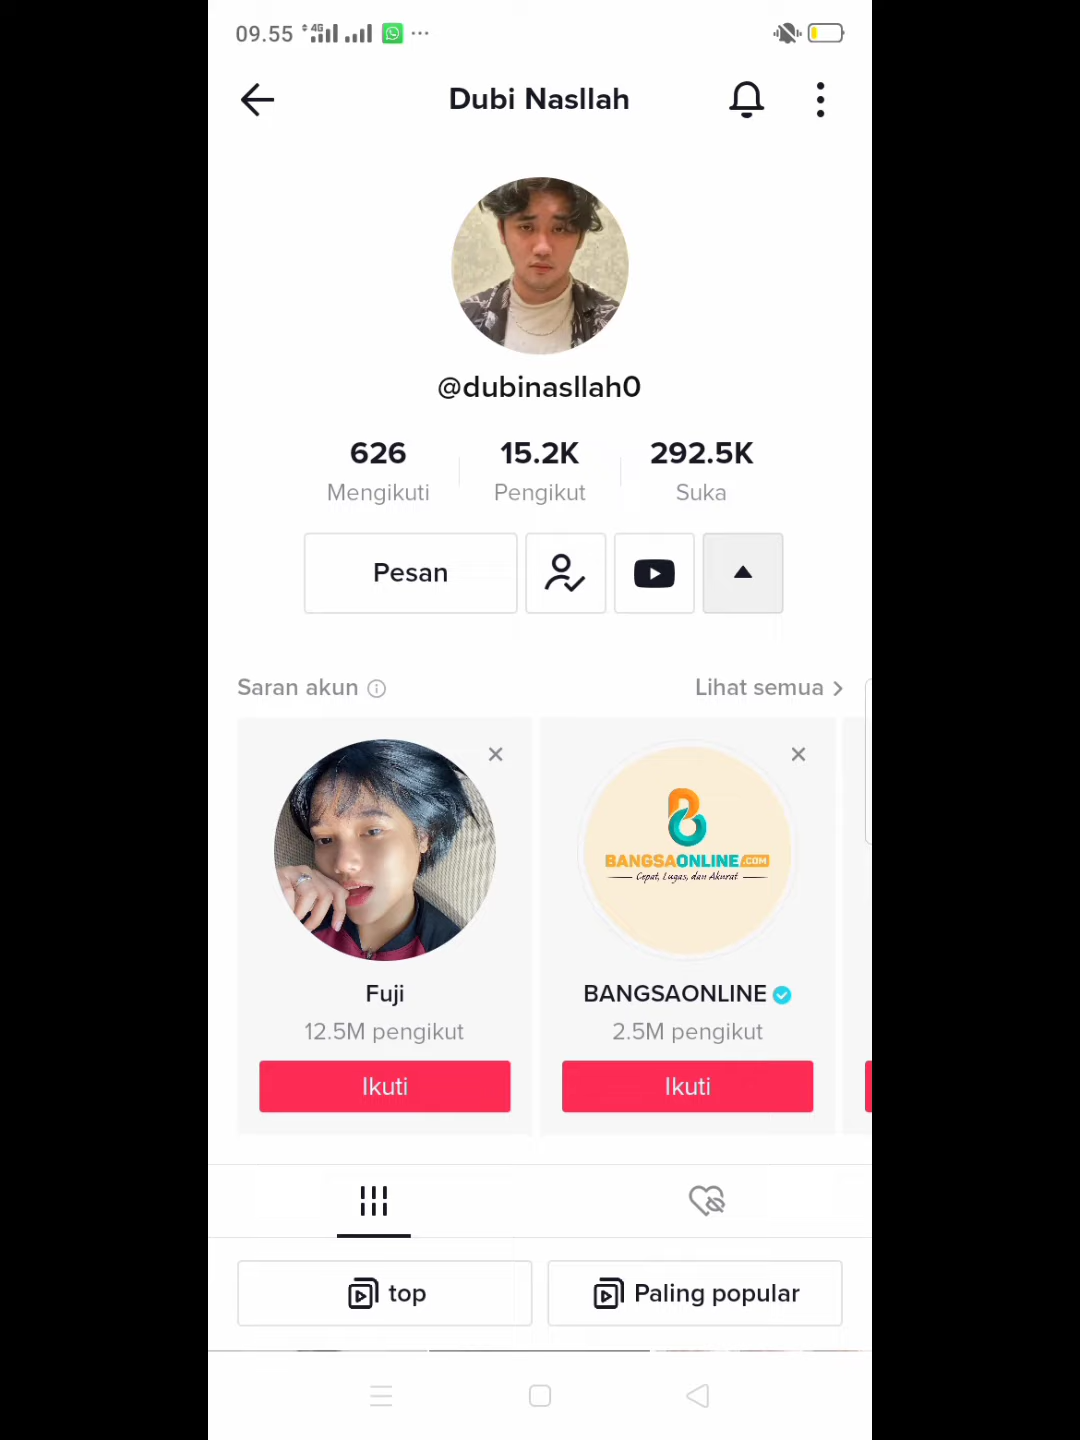 09.55 4G ...
Dubi Nasllah
@dubinasllah0
626 15.2K 292.5K
Mengikuti Pengikut Suka
Pesan
Saran akun Lihat semua >
BANGSAONLINE.COM
Cepat, Lugas, dan Akurat
Fuji BANGSAONLINE
12.5M pengikut 2.5M pengikut
Ikuti Ikuti
top Paling popular